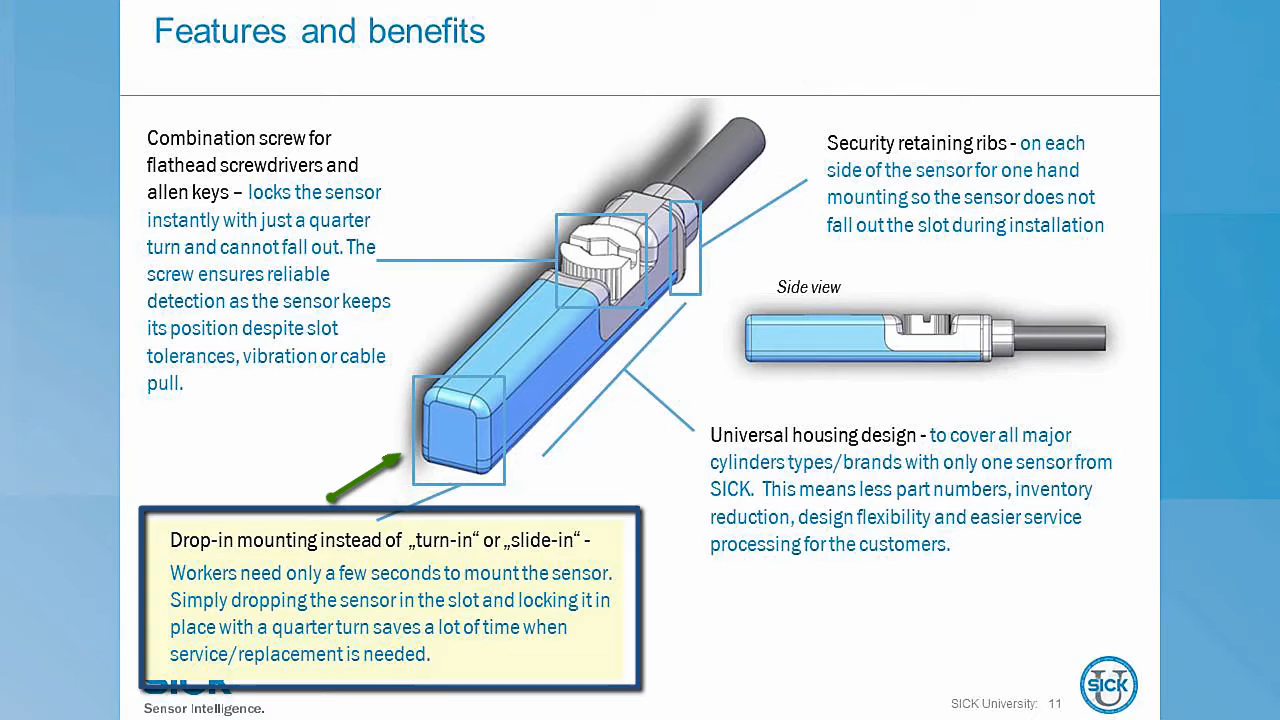 Features and benefits
Combination screw for
flathead screwdrivers and
allen keys – locks the sensor
instantly with just a quarter
turn and cannot fall out. The
screw ensures reliable
detection as the sensor keeps
its position despite slot
tolerances, vibration or cable
pull.
Security retaining ribs - on each
side of the sensor for one hand
mounting so the sensor does not
fall out the slot during installation
Side view
Universal housing design - to cover all major
cylinders types/brands with only one sensor from
SICK. This means less part numbers, inventory
reduction, design flexibility and easier service
processing for the customers.
Drop-in mounting instead of „turn-in“ or „slide-in“ -
Workers need only a few seconds to mount the sensor.
Simply dropping the sensor in the slot and locking it in
place with a quarter turn saves a lot of time when
service/replacement is needed.
SICK
Sensor Intelligence.
SICK University: 11
SICK
U